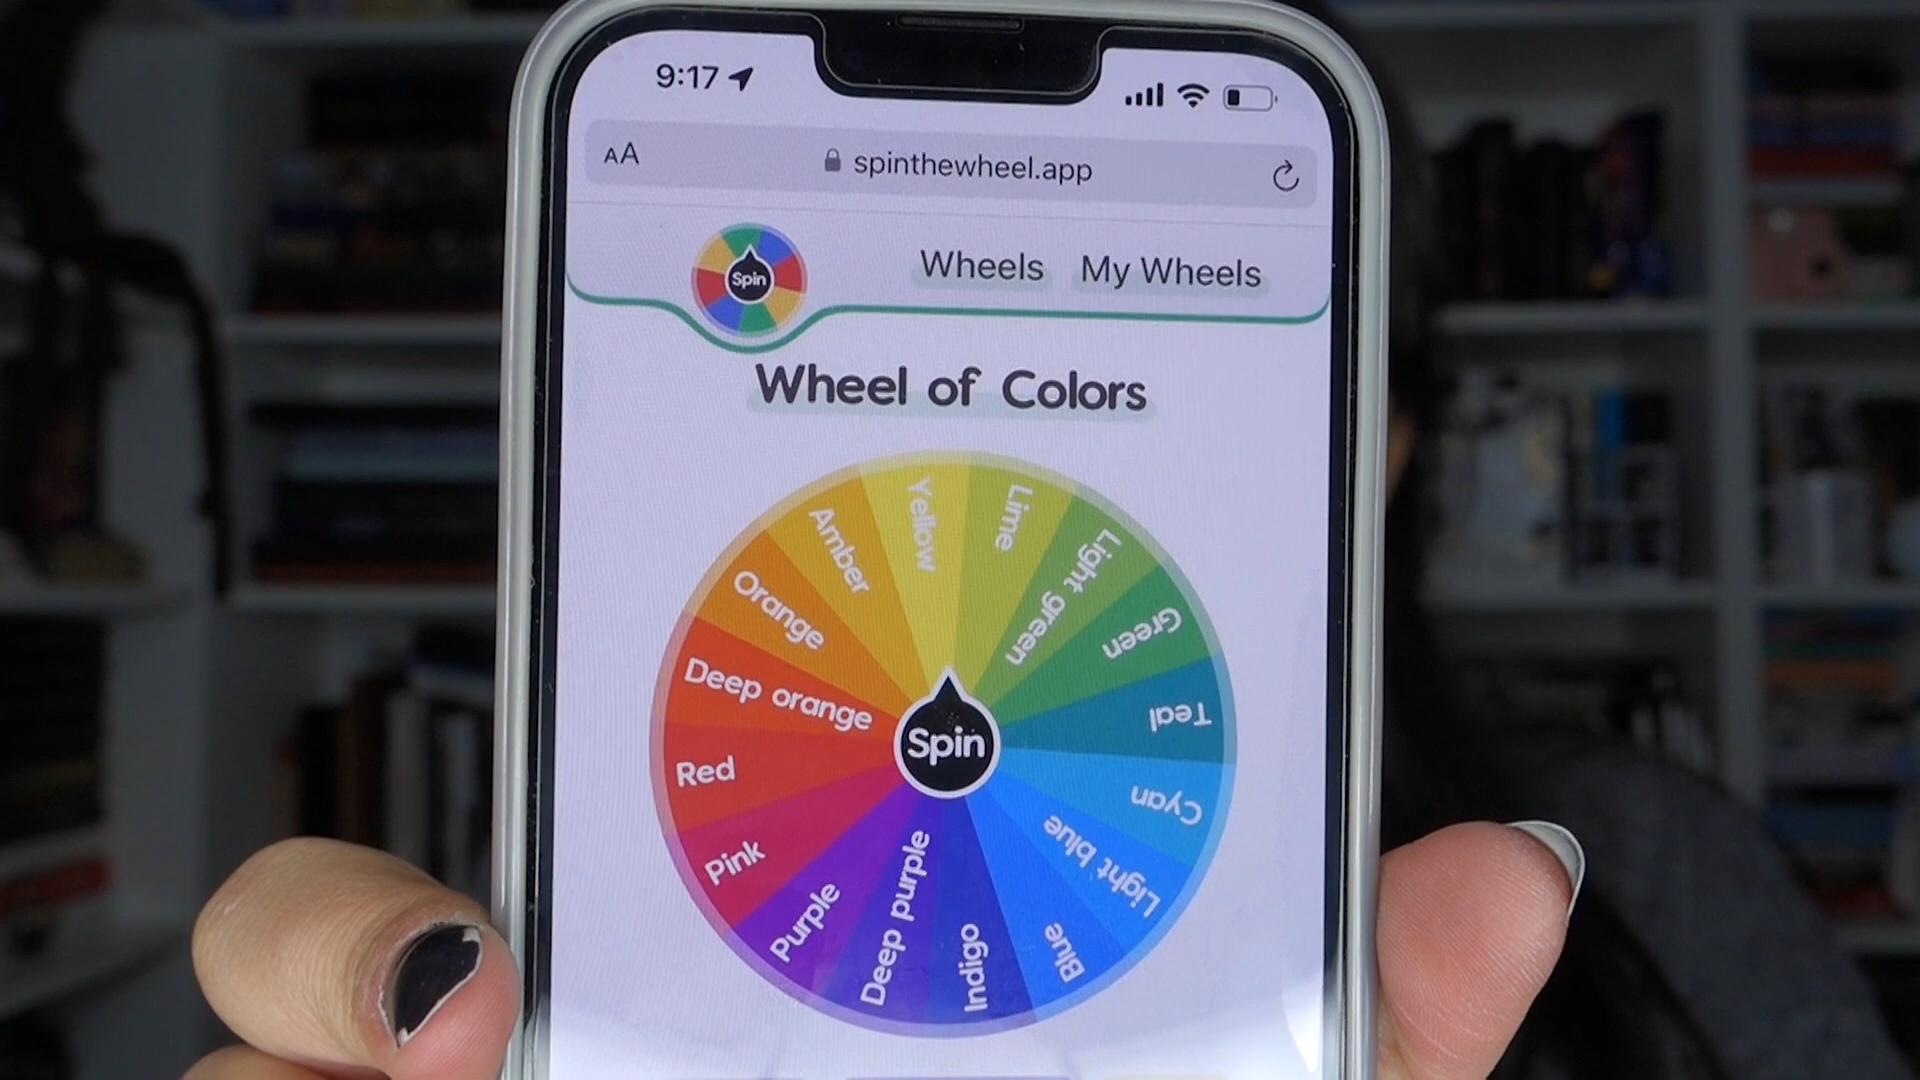 9:17
AA
spinthewheel.app
Spin
Wheels
My Wheels
Wheel of Colors
Yellow
Lime
Light green
Green
Teal
Cyan
Light blue
Blue
Indigo
Deep purple
Purple
Pink
Red
Deep orange
Orange
Amber
Spin